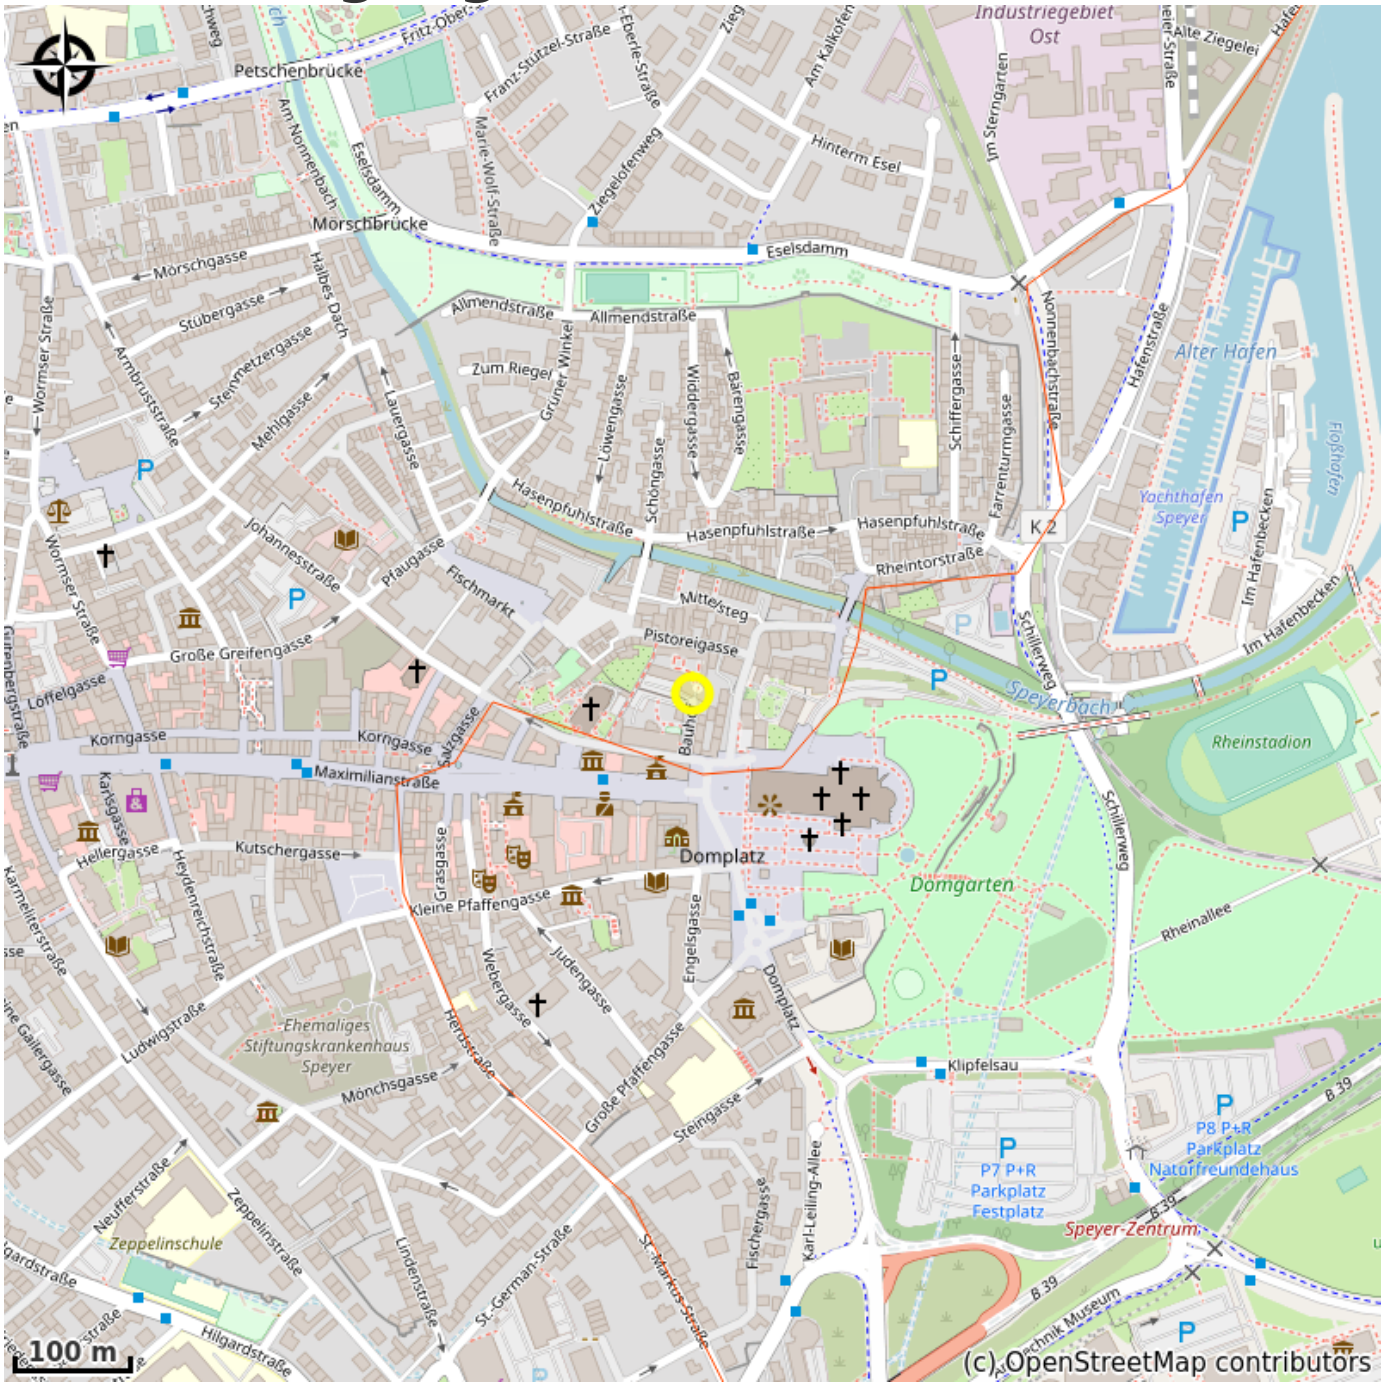 Industriegebiet
Ost
Alte Ziegelei
Petschenbrücke
Franz-Stützel-Straße
Am Kalkofen
Im Sterngarten
Am Nonnenbach
Eselsdamm
Marie-Wolf-Straße
Ziegelofenweg
Hinterm Esel
Mörschbrücke
Eselsdamm
Mörschgasse
Halbes Dach
Stübergasse
Steinmetzergasse
Wormser Straße
Armbruststraße
Mehlgasse
Lauergasse
Allmendstraße
Allmendstraße
Zum Riegel
Grüner Winkel
Löwengasse
Widdergasse
Bärengasse
Schöngasse
Schiffergasse
Farrenturmgasse
Nonnenbachstraße
Hafenstraße
Alter Hafen
Floßhafen
Yachthafen
Speyer
P
P
Im Hafenbecken
Hasenpfuhlstraße
Hasenpfuhlstraße
Hasenpfuhlstraße
K 2
Rheintorstraße
Johannesstraße
Pfaugasse
Fischmarkt
Wormser Straße
P
Mittelsteg
Pistoreigasse
P
P
Schillerweg
Im Hafenbecken
Speyerbach
Große Greifengasse
Löffelgasse
Gutenbergstraße
Korngasse
Korngasse
Salzgasse
Maximilianstraße
Karlsgasse
Rheinstadion
Hellergasse
Kutschergasse
Heydenreichstraße
Grasgasse
Kleine Pfaffengasse
Domplatz
Domgarten
Schillerweg
Rheinallee
Karmeliterstraße
Engelsgasse
Judengasse
Webergasse
Domplatz
Ludwigstraße
Ehemaliges
Stiftungskrankenhaus
Speyer
Herdstraße
Mönchsgasse
Große Pfaffengasse
Steingasse
Klipfelsau
B 39
P
P8 P+R
Parkplatz
Naturfreundehaus
P
P7 P+R
Parkplatz
Festplatz
Karl-Leiling-Allee
Fischergasse
Neufferstraße
Zeppelinschule
Zeppelinstraße
Lindenstraße
St.-German-Straße
St.-Markus-Straße
B 39
Speyer-Zentrum
B 39
Hilgardstraße
P
P
100 m
(c) OpenStreetMap contributors